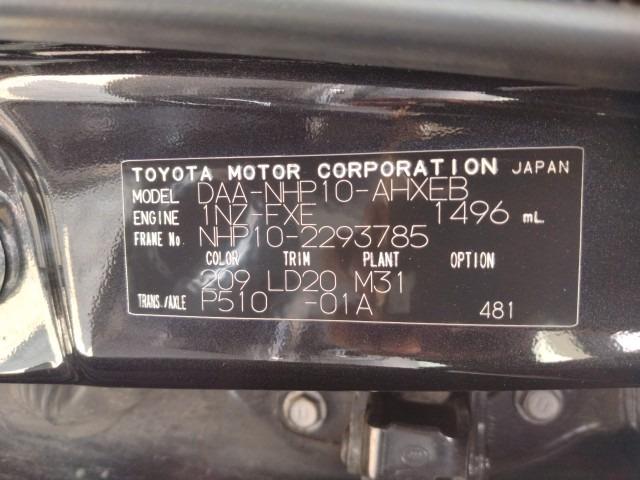 TOYOTA MOTOR CORPORATION JAPAN
MODEL DAA-NHP10-AHXEB
ENGINE 1NZ-FXE 1496 mL
FRAME No. NHP10-2293785
COLOR TRIM PLANT OPTION
209 LD20 M31
TRANS./AXLE P510 -01A 481